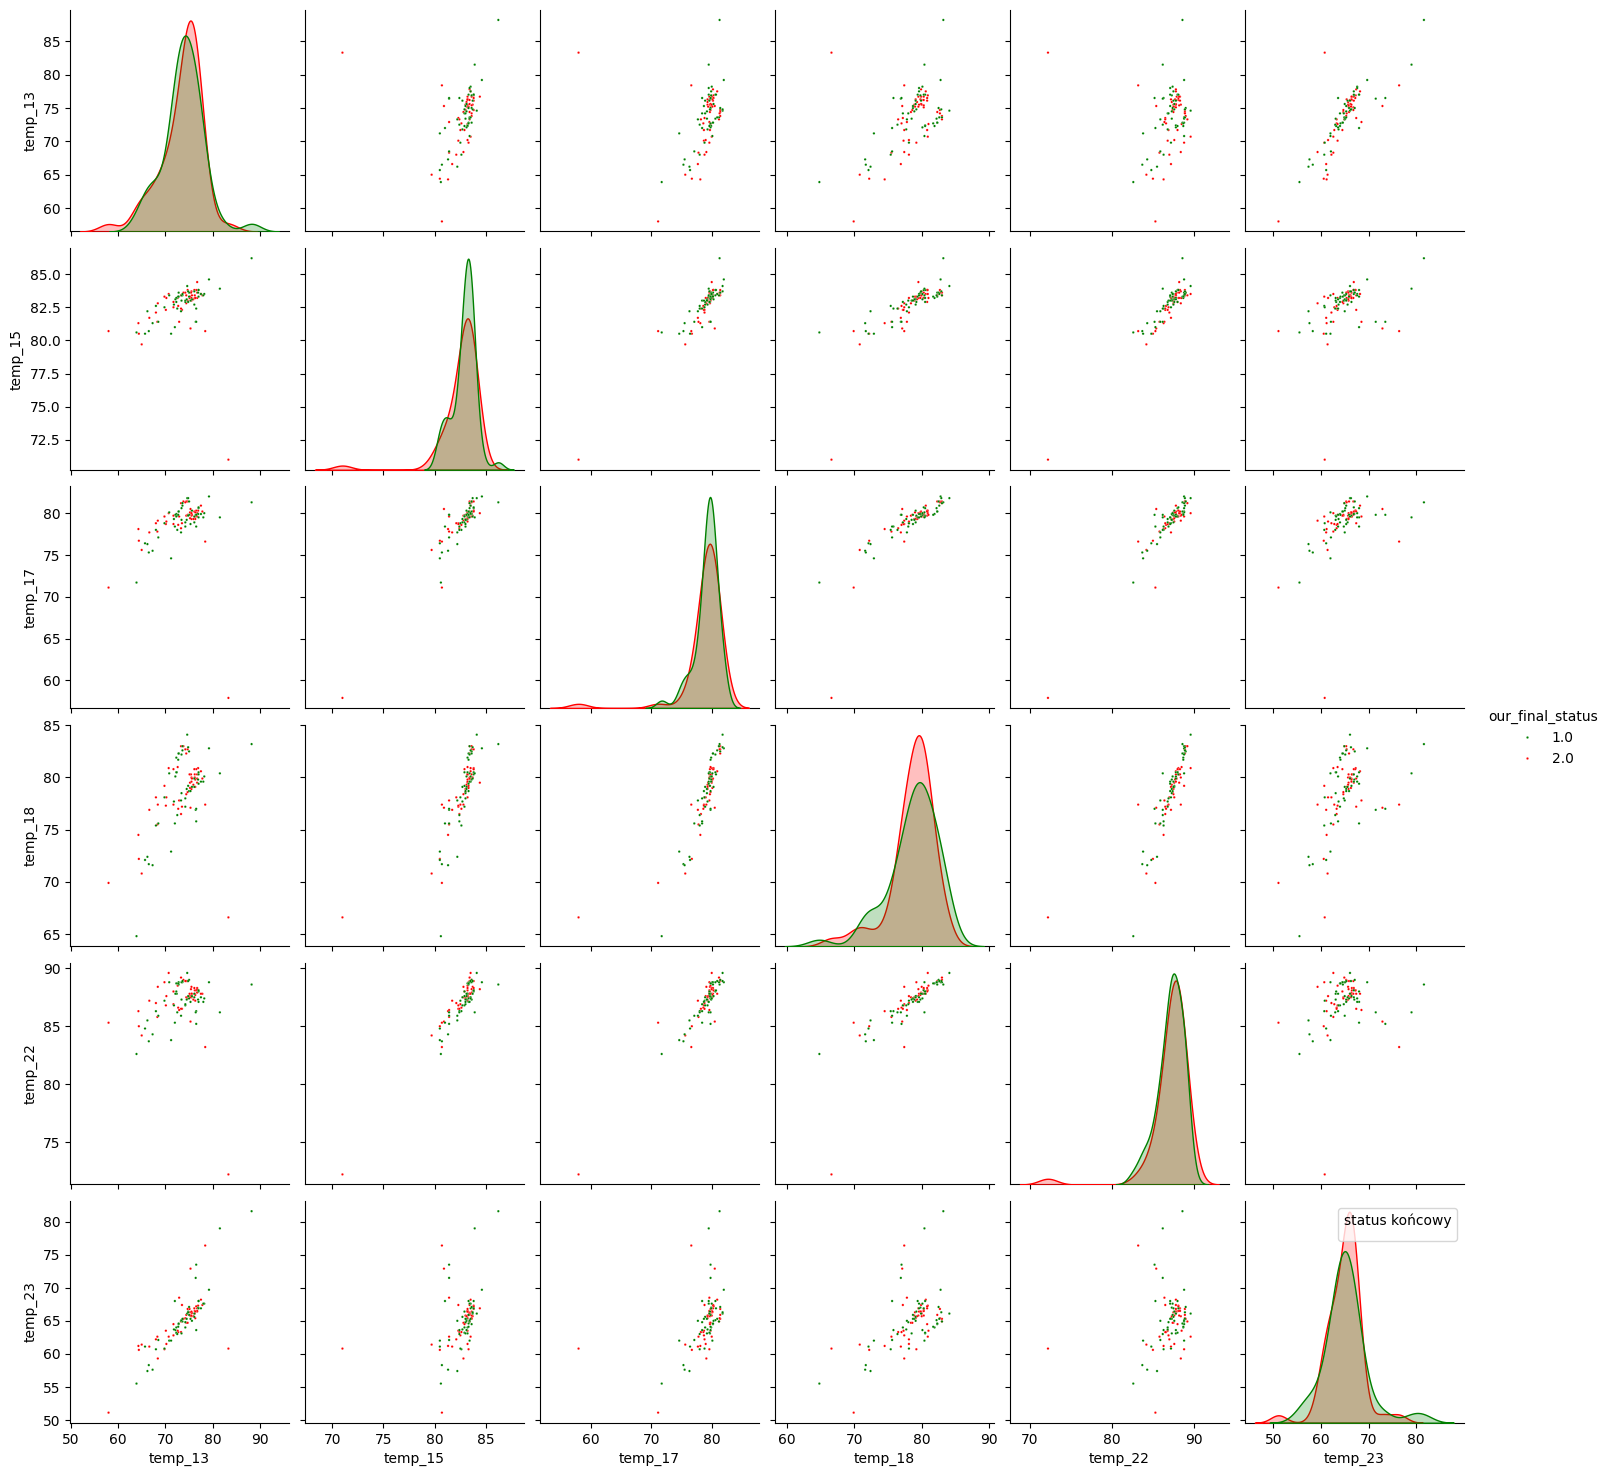 85
80
75
70
65
60
temp_13
85.0
82.5
80.0
77.5
75.0
72.5
temp_15
80
75
70
65
60
temp_17
85
80
75
70
65
temp_18
our_final_status
1.0
2.0
90
85
80
75
temp_22
status końcowy
80
75
70
65
60
55
50
temp_23
50 60 70 80 90
70 75 80 85
60 70 80
60 70 80 90
70 80 90
50 60 70 80
temp_13 temp_15 temp_17 temp_18 temp_22 temp_23